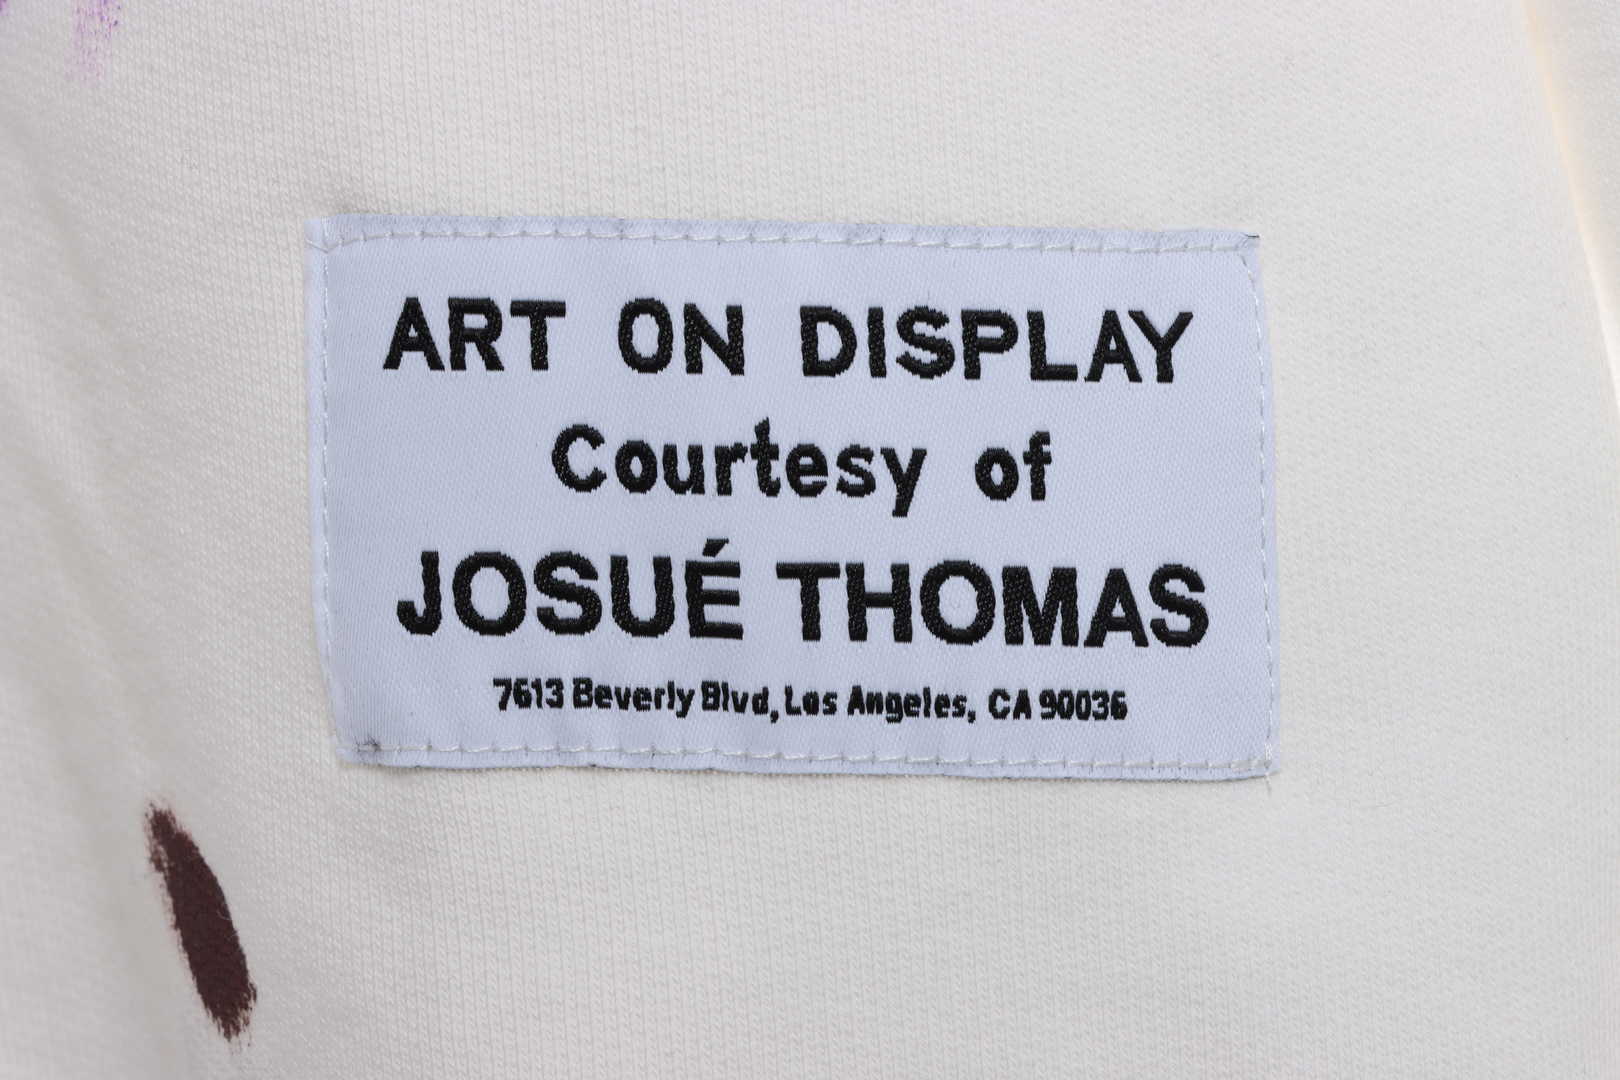 ART ON DISPLAY
Courtesy of
JOSUÉ THOMAS
7613 Beverly Blvd, Los Angeles, CA 90036